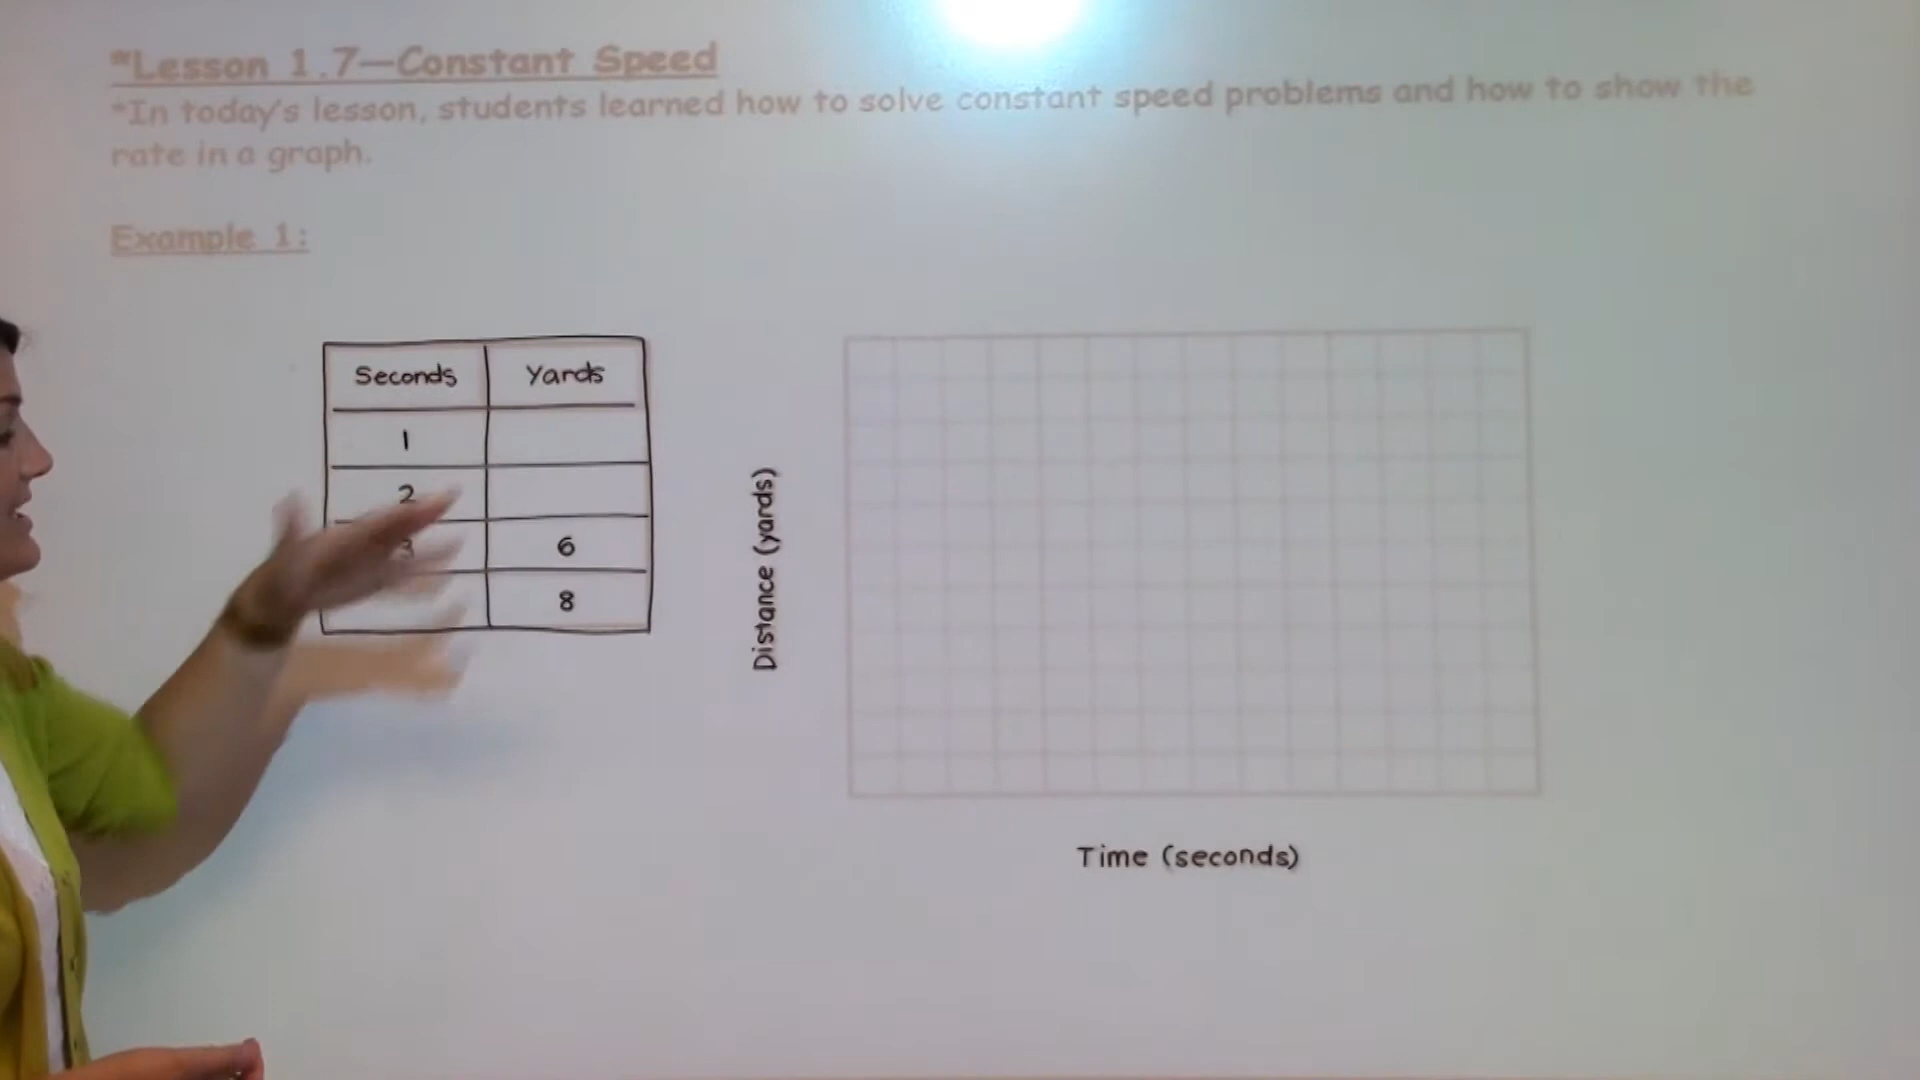 *Lesson 1.7—Constant Speed
*In today's lesson, students learned how to solve constant speed problems and how to show the
rate in a graph.
Example 1:
Seconds Yards
1
2
3 6
8
Distance (yards)
Time (seconds)